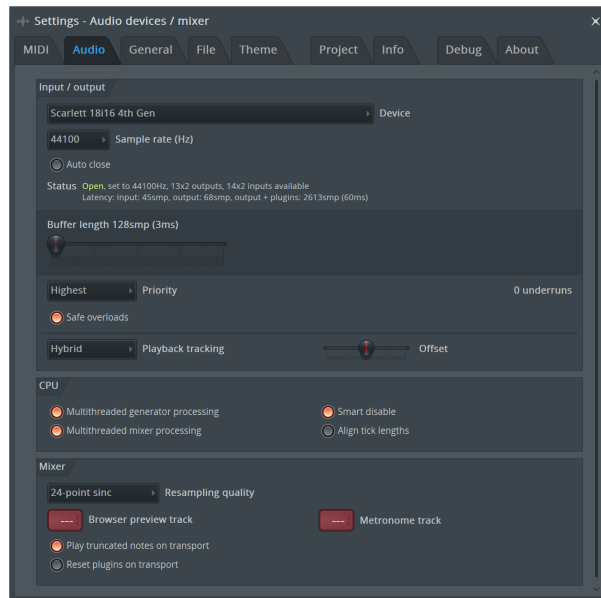 Settings - Audio devices / mixer
MIDI Audio General File Theme Project Info Debug About
Input / output
Scarlett 18i16 4th Gen Device
44100 Sample rate (Hz)
Auto close
Status Open, set to 44100Hz, 13x2 outputs, 14x2 inputs available
Latency: input: 45smp, output: 68smp, output + plugins: 2613smp (60ms)
Buffer length 128smp (3ms)
Highest Priority 0 underruns
Safe overloads
Hybrid Playback tracking Offset
CPU
Multithreaded generator processing Smart disable
Multithreaded mixer processing Align tick lengths
Mixer
24-point sinc Resampling quality
--- Browser preview track --- Metronome track
Play truncated notes on transport
Reset plugins on transport